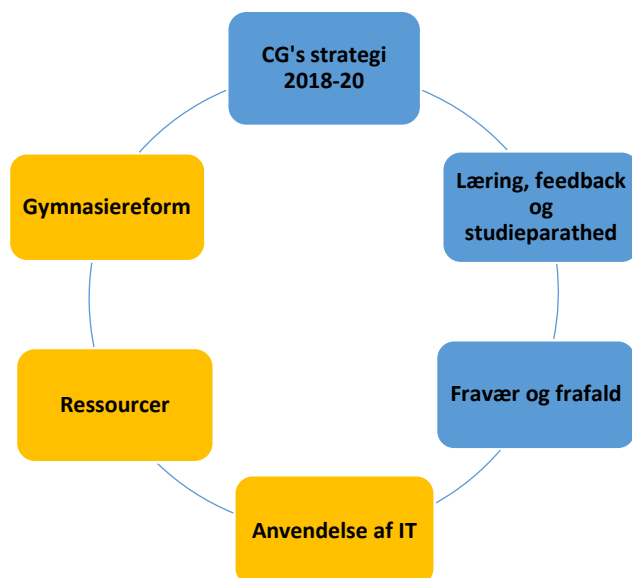 CG's strategi
2018-20
Læring, feedback
og
studieparathed
Fravær og frafald
Anvendelse af IT
Ressourcer
Gymnasiereform